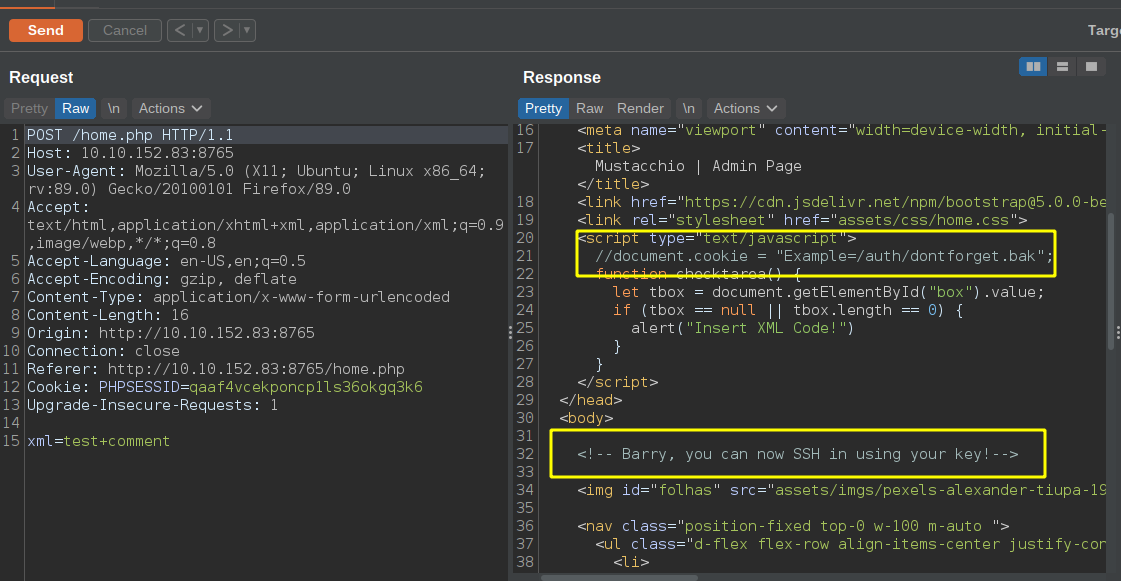 Send
Cancel
< ▾
> ▾
Request
Response
Pretty Raw \n Actions
Pretty Raw Render \n Actions
1 POST /home.php HTTP/1.1
2 Host: 10.10.152.83:8765
3 User-Agent: Mozilla/5.0 (X11; Ubuntu; Linux x86_64;
rv:89.0) Gecko/20100101 Firefox/89.0
4 Accept:
text/html,application/xhtml+xml,application/xml;q=0.9
,image/webp,*/*;q=0.8
5 Accept-Language: en-US,en;q=0.5
6 Accept-Encoding: gzip, deflate
7 Content-Type: application/x-www-form-urlencoded
8 Content-Length: 16
9 Origin: http://10.10.152.83:8765
10 Connection: close
11 Referer: http://10.10.152.83:8765/home.php
12 Cookie: PHPSESSID=qaaf4vcekponcp1ls36okgq3k6
13 Upgrade-Insecure-Requests: 1
14
15 xml=test+comment
16 <meta name="viewport" content="width=device-width, initial-
17 <title>
Mustacchio | Admin Page
</title>
18 <link href="https://cdn.jsdelivr.net/npm/bootstrap@5.0.0-be
19 <link rel="stylesheet" href="assets/css/home.css">
20 <script type="text/javascript">
21 //document.cookie = "Example=/auth/dontforget.bak";
22 function checktarea() {
23 let tbox = document.getElementById("box").value;
24 if (tbox == null || tbox.length == 0) {
25 alert("Insert XML Code!")
26 }
27 }
28 </script>
29 </head>
30 <body>
31
32 <!-- Barry, you can now SSH in using your key!-->
33
34 <img id="folhas" src="assets/imgs/pexels-alexander-tiupa-19
35
36 <nav class="position-fixed top-0 w-100 m-auto ">
37 <ul class="d-flex flex-row align-items-center justify-con
38 <li>